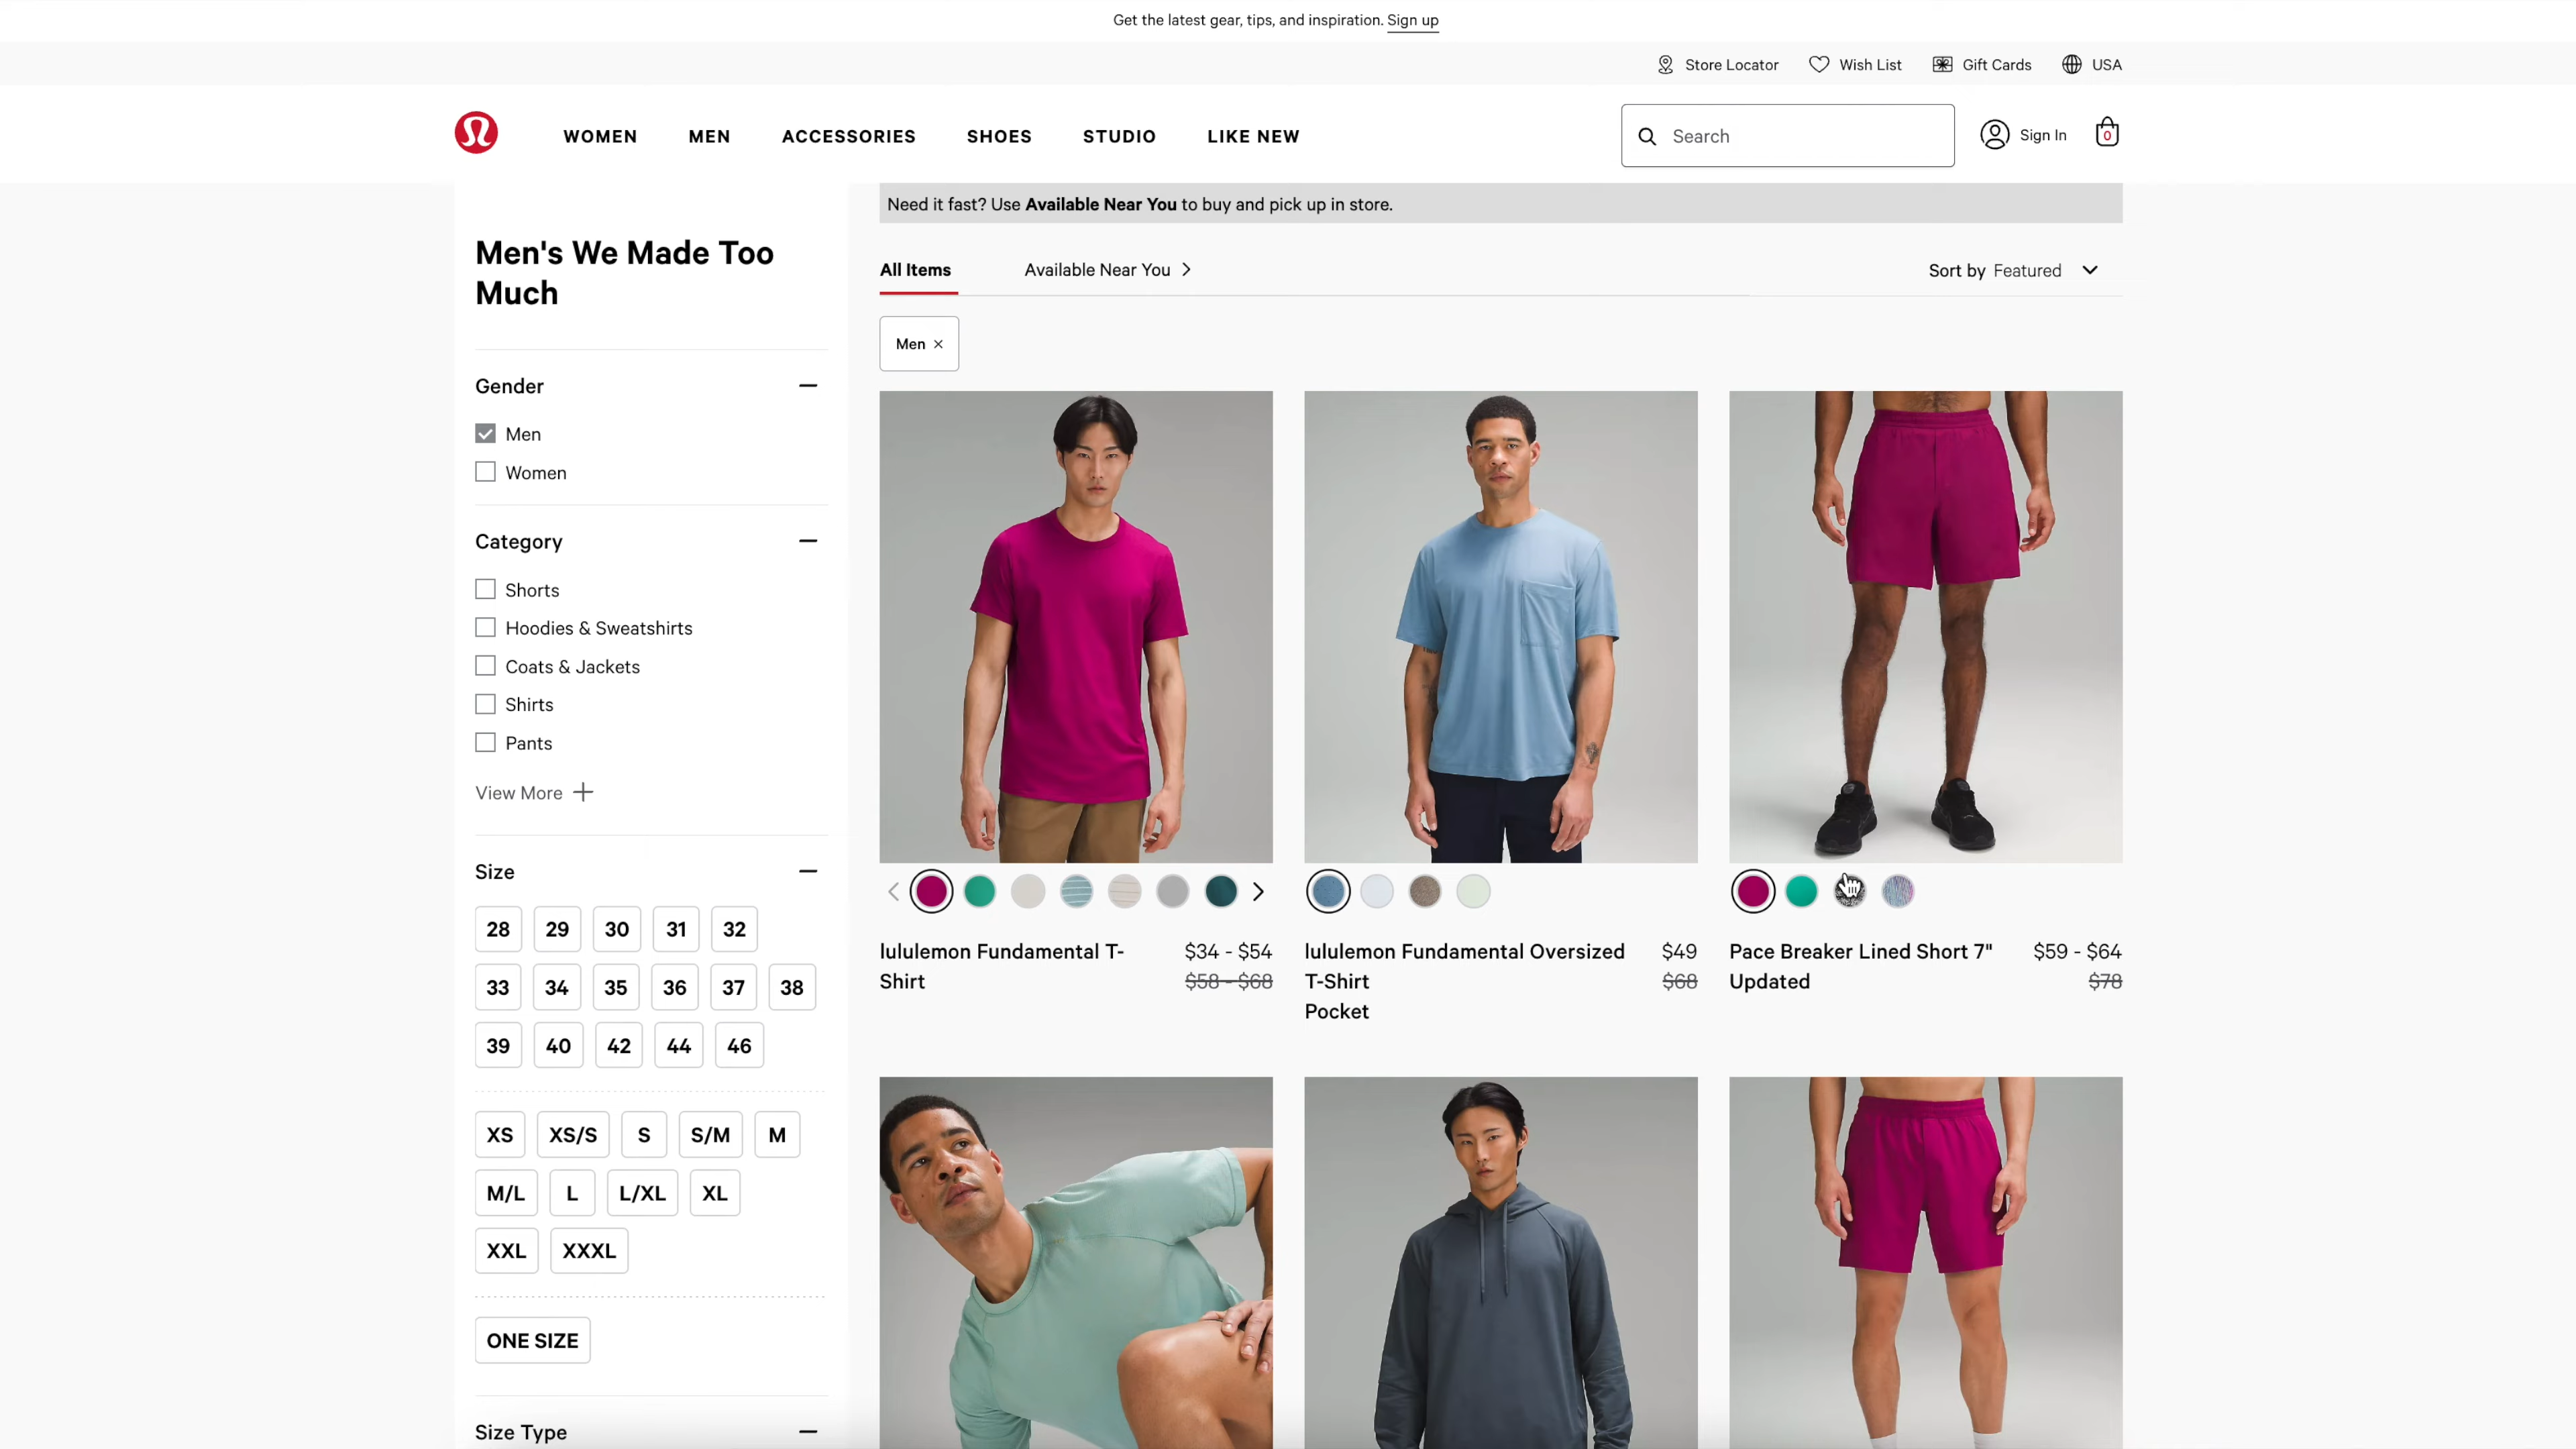 Get the latest gear, tips, and inspiration. Sign up
Store Locator
Wish List
Gift Cards
USA
WOMEN
MEN
ACCESSORIES
SHOES
STUDIO
LIKE NEW
Search
Sign In
0
Need it fast? Use Available Near You to buy and pick up in store.
Men's We Made Too
Much
All Items
Available Near You
Sort by Featured
Men
Gender
Men
Women
Category
Shorts
Hoodies & Sweatshirts
Coats & Jackets
Shirts
Pants
View More
Size
28 29 30 31 32
33 34 35 36 37 38
39 40 42 44 46
XS XS/S S S/M M
M/L L L/XL XL
XXL XXXL
ONE SIZE
Size Type
lululemon Fundamental T-
Shirt
$34 - $54
$58 - $68
lululemon Fundamental Oversized
T-Shirt
Pocket
$49
$68
Pace Breaker Lined Short 7"
Updated
$59 - $64
$78